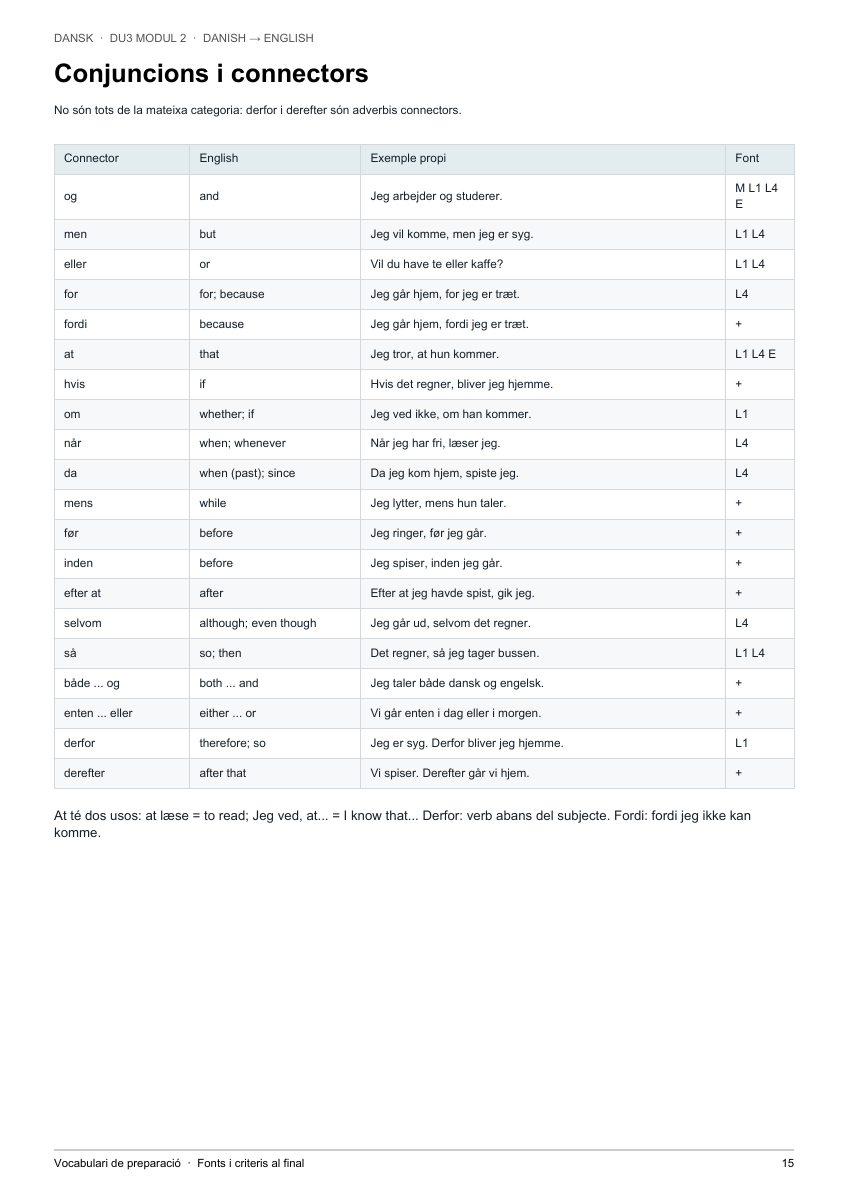 DANSK · DU3 MODUL 2 · DANISH → ENGLISH
Conjuncions i connectors
No són tots de la mateixa categoria: derfor i derefter són adverbis connectors.
Connector English Exemple propi Font
og and Jeg arbejder og studerer. M L1 L4
E
men but Jeg vil komme, men jeg er syg. L1 L4
eller or Vil du have te eller kaffe? L1 L4
for for; because Jeg går hjem, for jeg er træt. L4
fordi because Jeg går hjem, fordi jeg er træt. +
at that Jeg tror, at hun kommer. L1 L4 E
hvis if Hvis det regner, bliver jeg hjemme. +
om whether; if Jeg ved ikke, om han kommer. L1
når when; whenever Når jeg har fri, læser jeg. L4
da when (past); since Da jeg kom hjem, spiste jeg. L4
mens while Jeg lytter, mens hun taler. +
før before Jeg ringer, før jeg går. +
inden before Jeg spiser, inden jeg går. +
efter at after Efter at jeg havde spist, gik jeg. +
selvom although; even though Jeg går ud, selvom det regner. L4
så so; then Det regner, så jeg tager bussen. L1 L4
både ... og both ... and Jeg taler både dansk og engelsk. +
enten ... eller either ... or Vi går enten i dag eller i morgen. +
derfor therefore; so Jeg er syg. Derfor bliver jeg hjemme. L1
derefter after that Vi spiser. Derefter går vi hjem. +
At té dos usos: at læse = to read; Jeg ved, at... = I know that... Derfor: verb abans del subjecte. Fordi: fordi jeg ikke kan
komme.
Vocabulari de preparació · Fonts i criteris al final 15